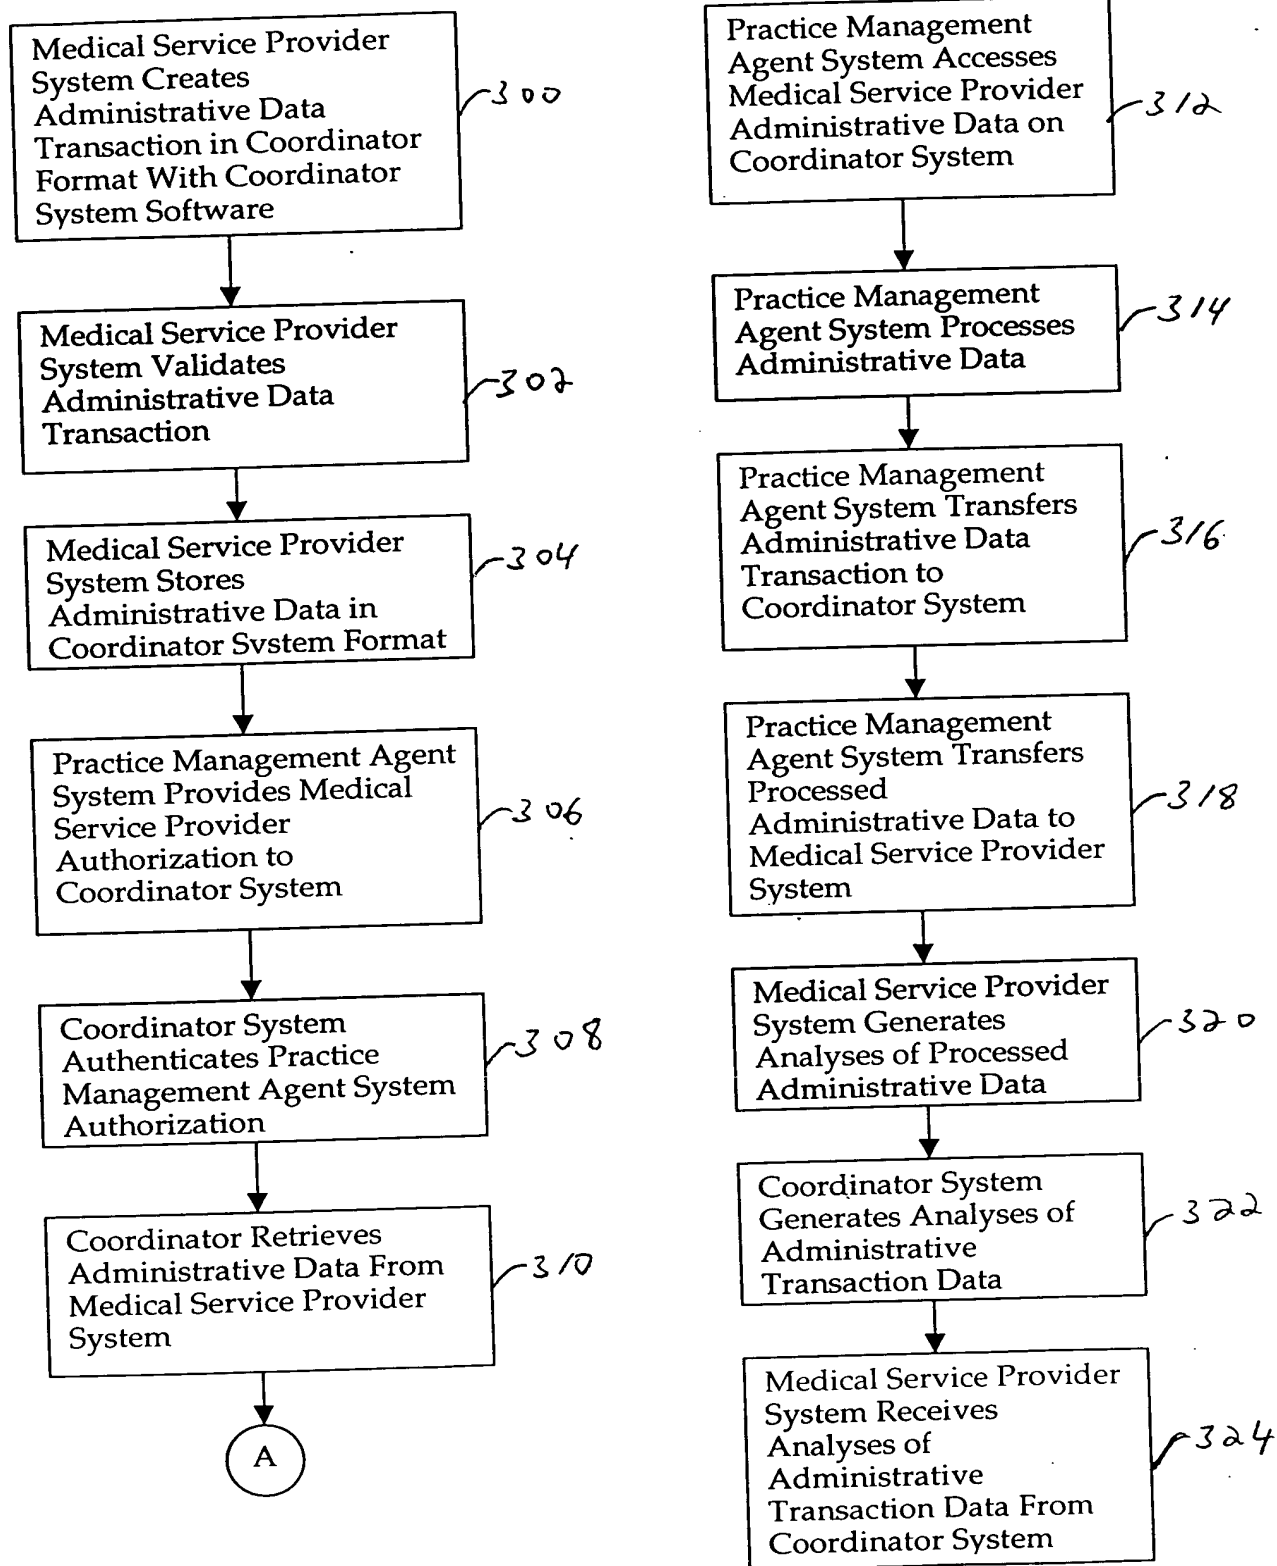 Medical Service Provider
System Creates
Administrative Data
Transaction in Coordinator
Format With Coordinator
System Software
300
Medical Service Provider
System Validates
Administrative Data
Transaction
302
Medical Service Provider
System Stores
Administrative Data in
Coordinator System Format
304
Practice Management Agent
System Provides Medical
Service Provider
Authorization to
Coordinator System
306
Coordinator System
Authenticates Practice
Management Agent System
Authorization
308
Coordinator Retrieves
Administrative Data From
Medical Service Provider
System
310
A
Practice Management
Agent System Accesses
Medical Service Provider
Administrative Data on
Coordinator System
312
Practice Management
Agent System Processes
Administrative Data
314
Practice Management
Agent System Transfers
Administrative Data
Transaction to
Coordinator System
316
Practice Management
Agent System Transfers
Processed
Administrative Data to
Medical Service Provider
System
318
Medical Service Provider
System Generates
Analyses of Processed
Administrative Data
320
Coordinator System
Generates Analyses of
Administrative
Transaction Data
322
Medical Service Provider
System Receives
Analyses of
Administrative
Transaction Data From
Coordinator System
324